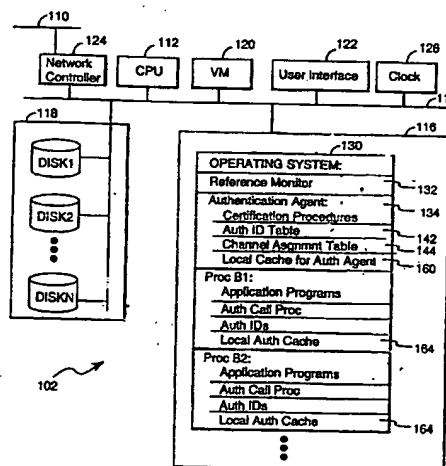 110
124
112
120
122
126
Network Controller
CPU
VM
User Interface
Clock
11
118
116
130
DISK1
DISK2
DISKN
OPERATING SYSTEM:
Reference Monitor
132
Authentication Agent:
134
Certification Procedures
Auth ID Table
142
Channel Asgnmnt Table
144
Local Cache for Auth Agent
160
Proc B1:
Application Programs
Auth Call Proc
Auth IDs
Local Auth Cache
164
Proc B2:
Application Programs
Auth Call Proc
Auth IDs
Local Auth Cache
164
102